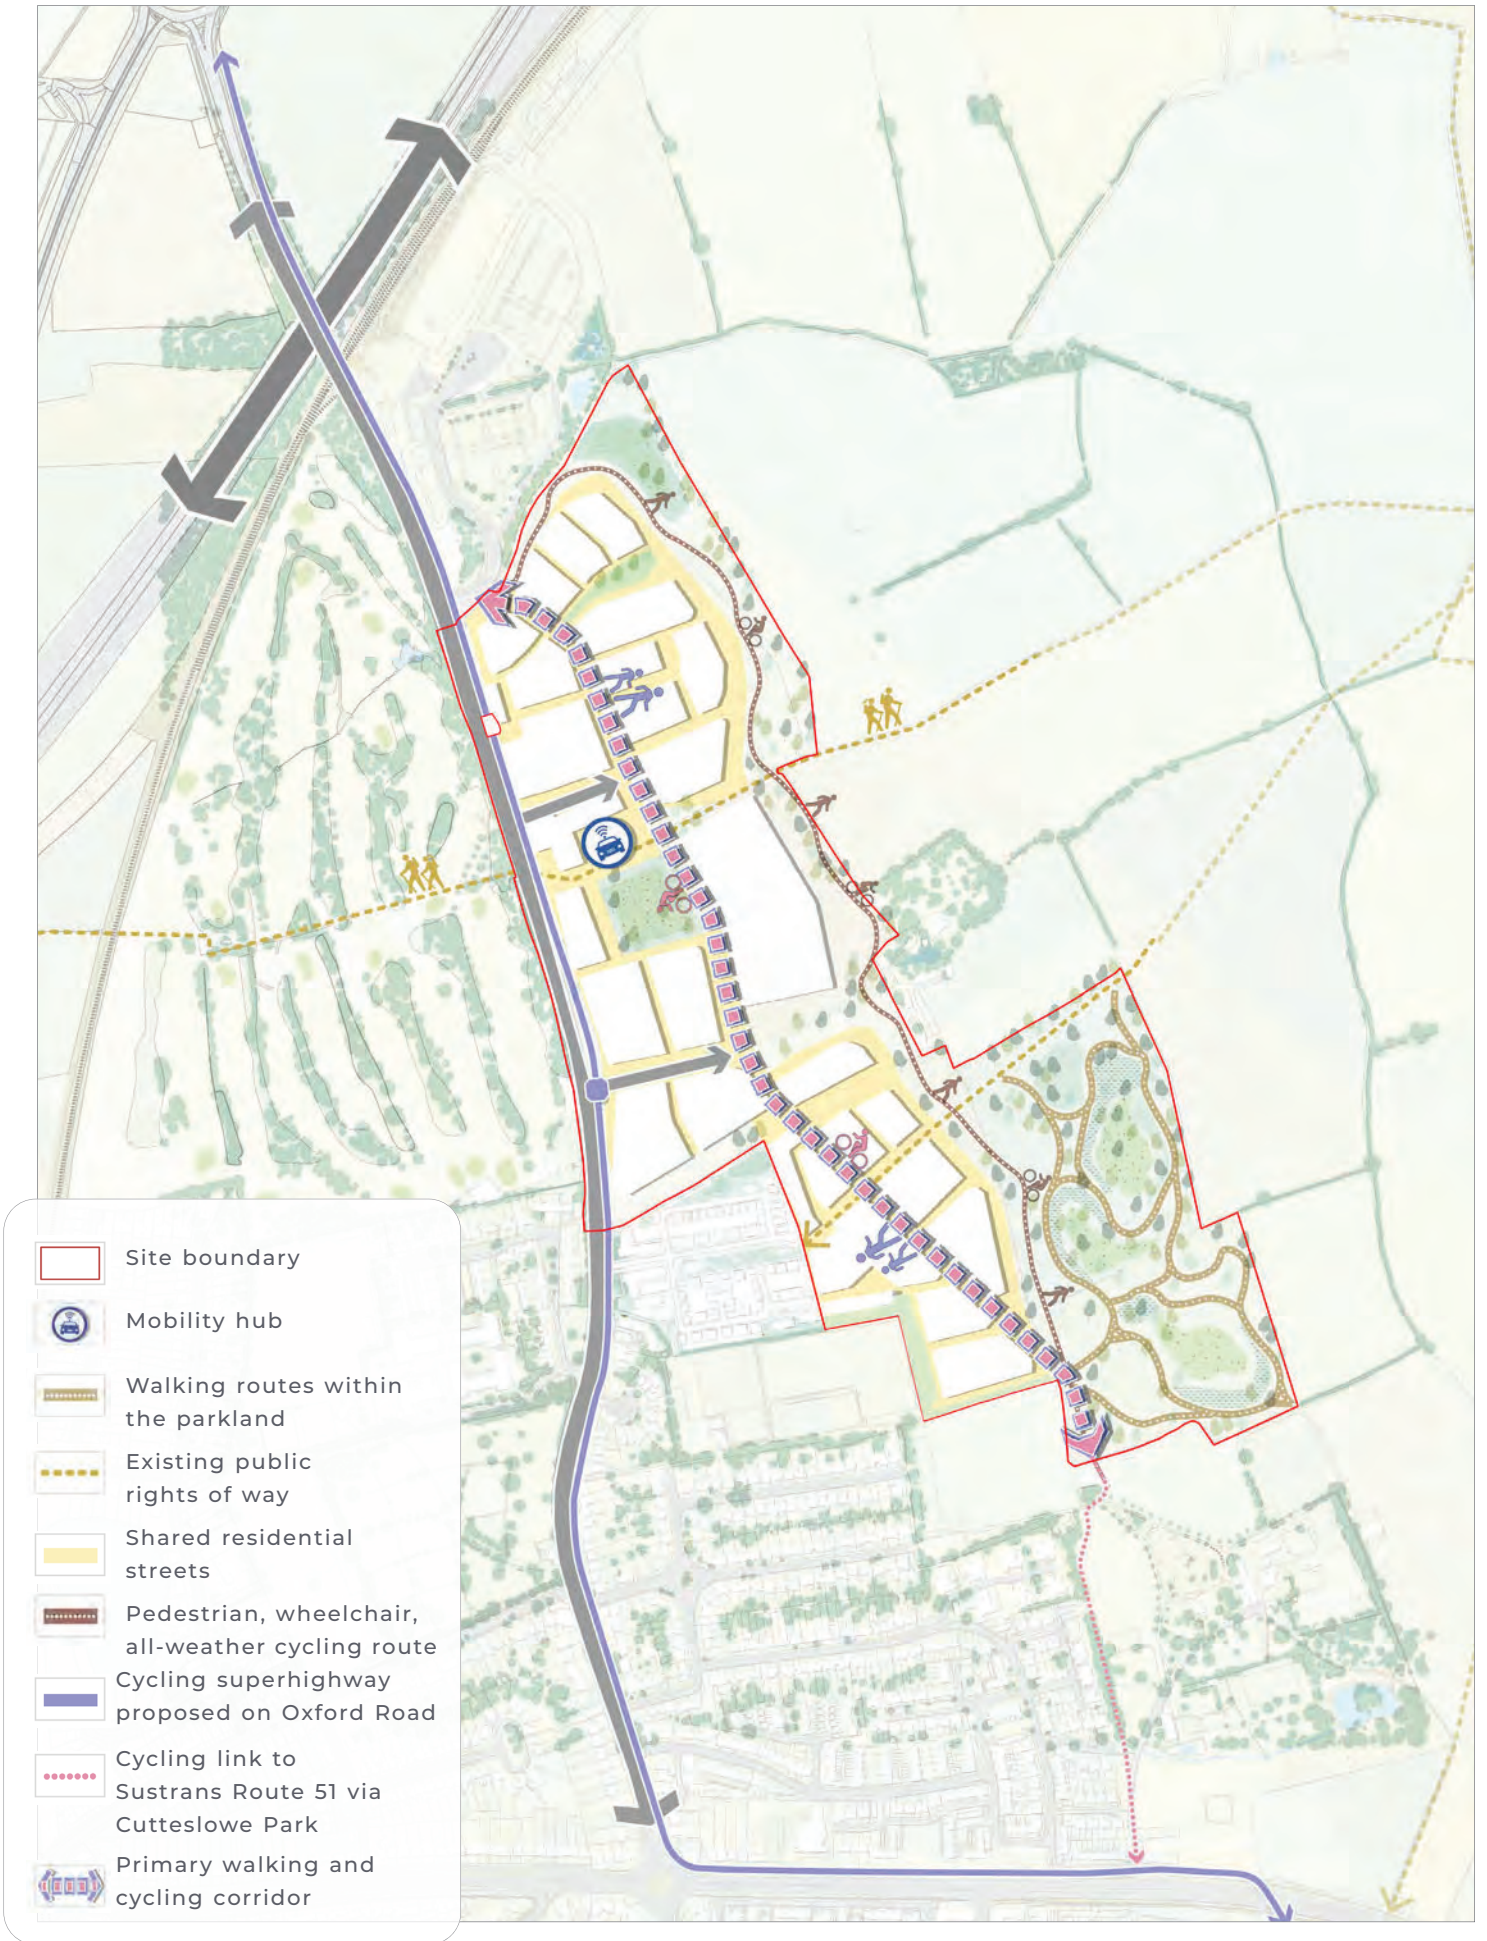 Site boundary
Mobility hub
Walking routes within
the parkland
Existing public
rights of way
Shared residential
streets
Pedestrian, wheelchair,
all-weather cycling route
Cycling superhighway
proposed on Oxford Road
Cycling link to
Sustrans Route 51 via
Cutteslowe Park
Primary walking and
cycling corridor